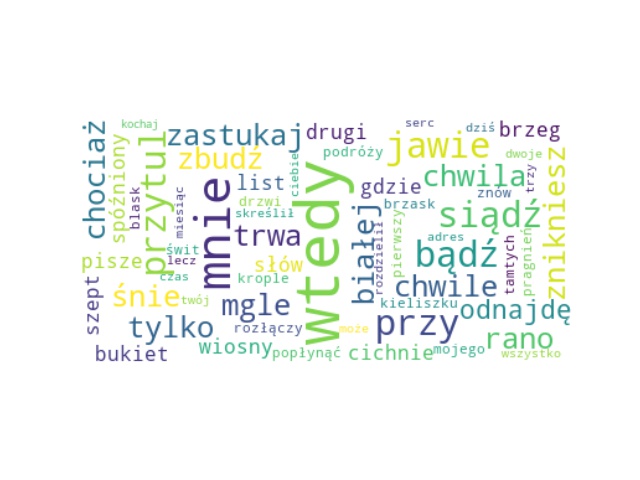 kochaj
serc
dziś
brzeg
zastukaj
drugi
jawie
chociaż
spóźniony
przytul
zbudź
podróży
dwoje
blask
miesiąc
mnie
list
ciebie
wtedy
gdzie
chwila
trzy
znikniesz
drzwi
skreślił
białej
brzask
znów
siądź
trwa
rozdzielił
pierwszy
adres
tamtych
pragnień
świt
lecz
bądź
pisze
słów
czas
krople
chwile
szept
śnie
twój
mgle
kieliszku
odnajdę
tylko
rozłączy
może
przy
rano
bukiet
wiosny
popłynąć
cichnie
mojego
wszystko